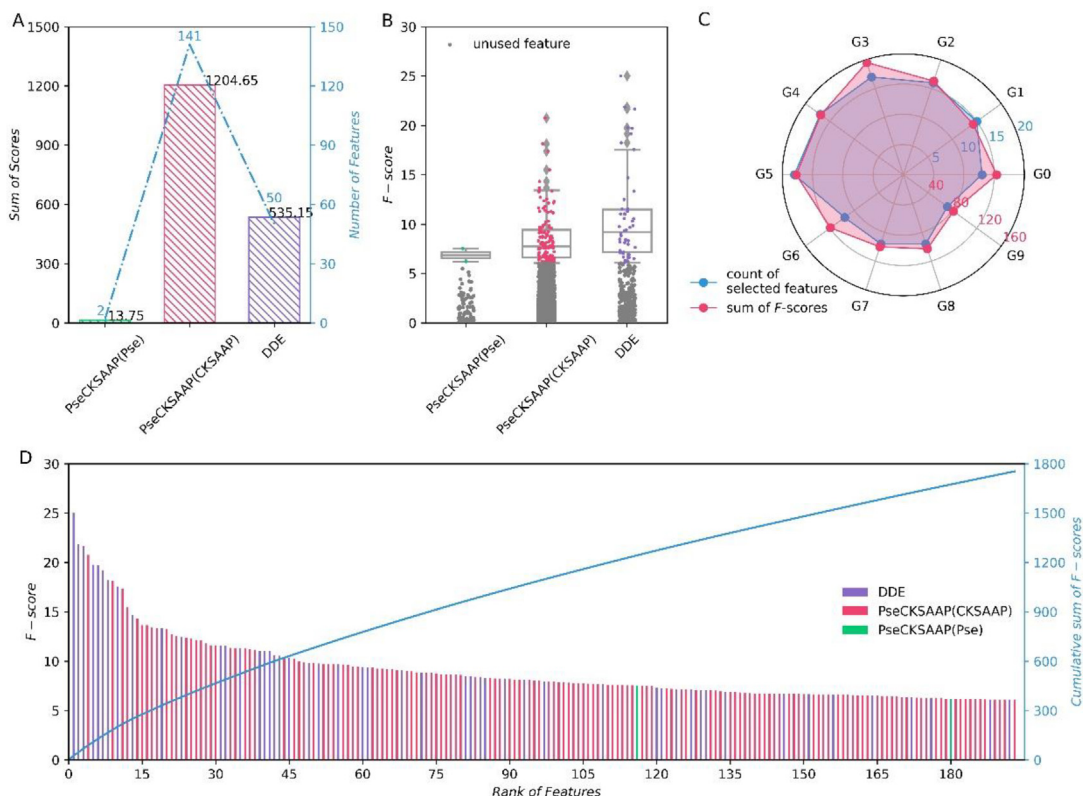 A
1500
1200
900
600
300
0
Sum of Scores
141
1204.65
50
535.15
2
13.75
150
120
90
60
30
0
Number of Features
PseCKSAAP(Pse)
PseCKSAAP(CKSAAP)
DDE
B
unused feature
30
25
20
15
10
5
0
F − score
PseCKSAAP(Pse)
PseCKSAAP(CKSAAP)
DDE
C
G3
G2
G4
G1
G5
G0
G6
G9
G7
G8
5
10
15
20
40
80
120
160
count of
selected features
sum of F-scores
D
30
25
20
15
10
5
0
F − score
DDE
PseCKSAAP(CKSAAP)
PseCKSAAP(Pse)
1800
1500
1200
900
600
300
0
Cumulative sum of F − scores
0 15 30 45 60 75 90 105 120 135 150 165 180
Rank of Features